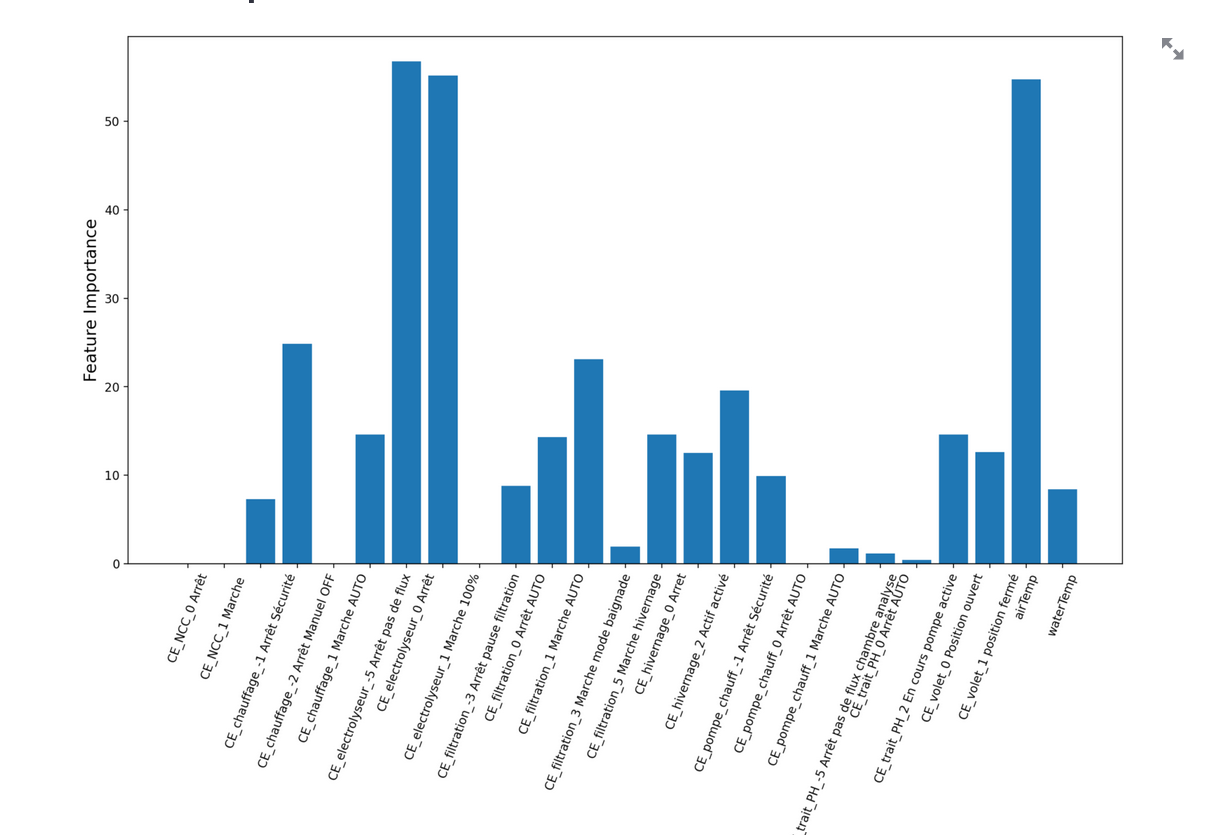 Feature Importance
50
40
30
20
10
0
CE_NCC_0 Arrêt
CE_NCC_1 Marche
CE_chauffage_-1 Arrêt Sécurité
CE_chauffage_-2 Arrêt Manuel OFF
CE_chauffage_1 Marche AUTO
CE_electrolyseur_-5 Arrêt pas de flux
CE_electrolyseur_0 Arrêt
CE_electrolyseur_1 Marche 100%
CE_filtration_-3 Arrêt pause filtration
CE_filtration_0 Arrêt AUTO
CE_filtration_1 Marche AUTO
CE_filtration_3 Marche mode baignade
CE_filtration_5 Marche hivernage
CE_hivernage_0 Arret
CE_hivernage_2 Actif activé
CE_pompe_chauff_-1 Arrêt Sécurité
CE_pompe_chauff_0 Arrêt AUTO
CE_pompe_chauff_1 Marche AUTO
_trait_PH_-5 Arrêt pas de flux chambre analyse
CE_trait_PH_0 Arrêt AUTO
CE_trait_PH_2 En cours pompe active
CE_volet_0 Position ouvert
CE_volet_1 position fermé
airTemp
waterTemp